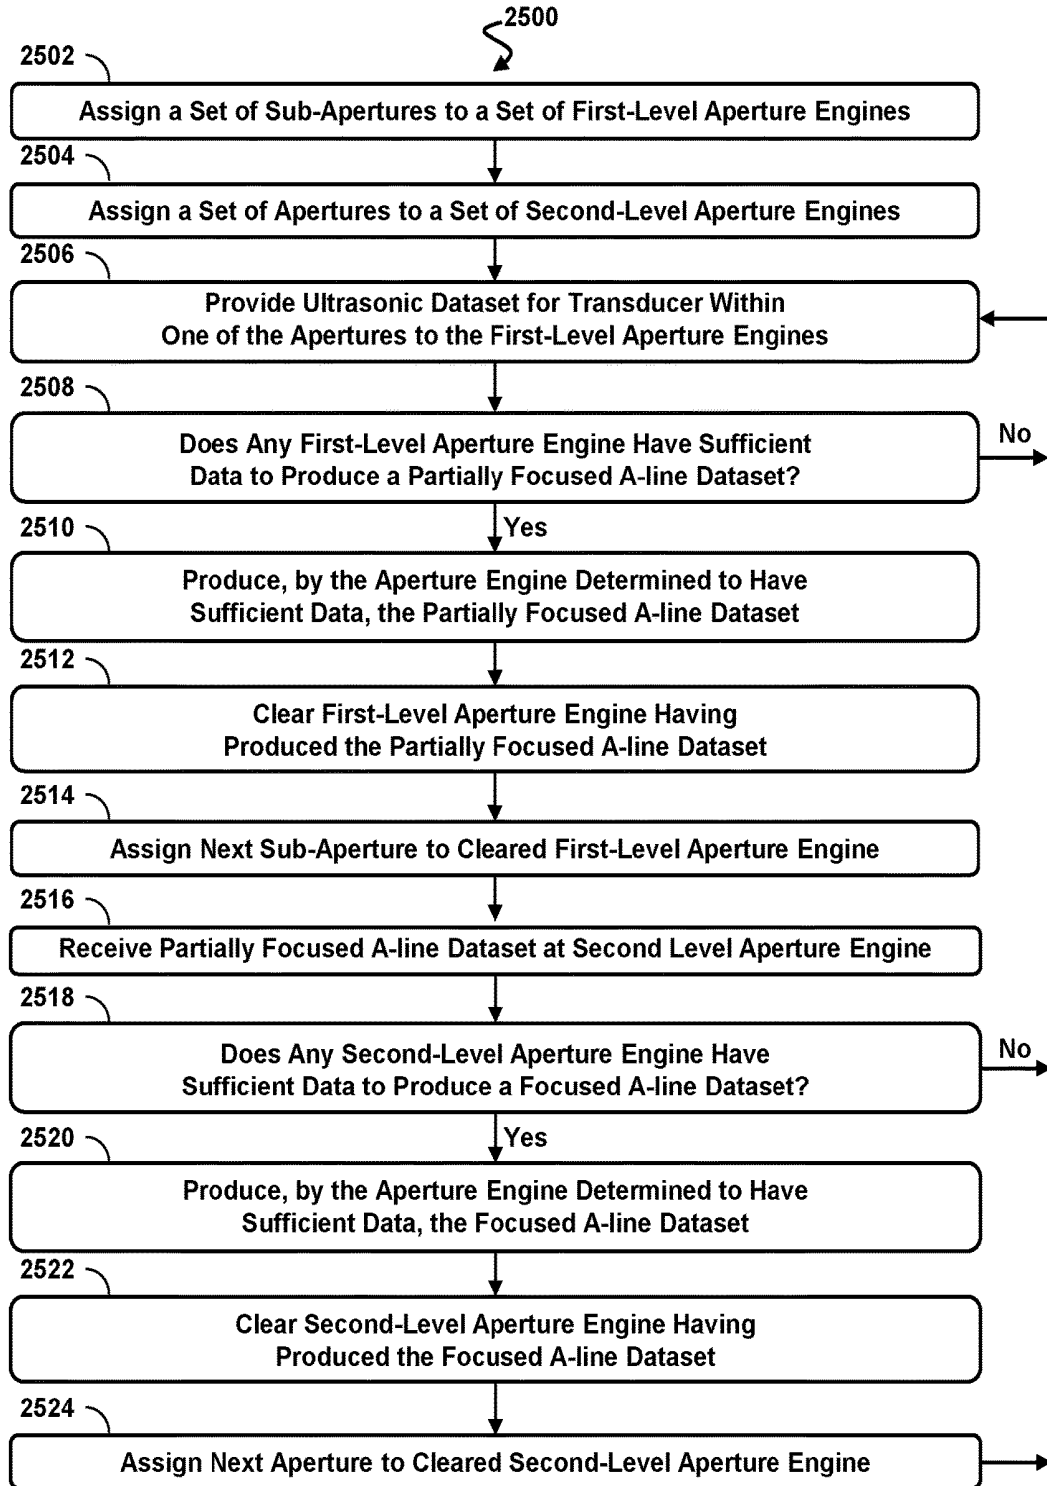 2500
2502
Assign a Set of Sub-Apertures to a Set of First-Level Aperture Engines
2504
Assign a Set of Apertures to a Set of Second-Level Aperture Engines
2506
Provide Ultrasonic Dataset for Transducer Within
One of the Apertures to the First-Level Aperture Engines
2508
Does Any First-Level Aperture Engine Have Sufficient
Data to Produce a Partially Focused A-line Dataset?
No
Yes
2510
Produce, by the Aperture Engine Determined to Have
Sufficient Data, the Partially Focused A-line Dataset
2512
Clear First-Level Aperture Engine Having
Produced the Partially Focused A-line Dataset
2514
Assign Next Sub-Aperture to Cleared First-Level Aperture Engine
2516
Receive Partially Focused A-line Dataset at Second Level Aperture Engine
2518
Does Any Second-Level Aperture Engine Have
Sufficient Data to Produce a Focused A-line Dataset?
No
Yes
2520
Produce, by the Aperture Engine Determined to Have
Sufficient Data, the Focused A-line Dataset
2522
Clear Second-Level Aperture Engine Having
Produced the Focused A-line Dataset
2524
Assign Next Aperture to Cleared Second-Level Aperture Engine